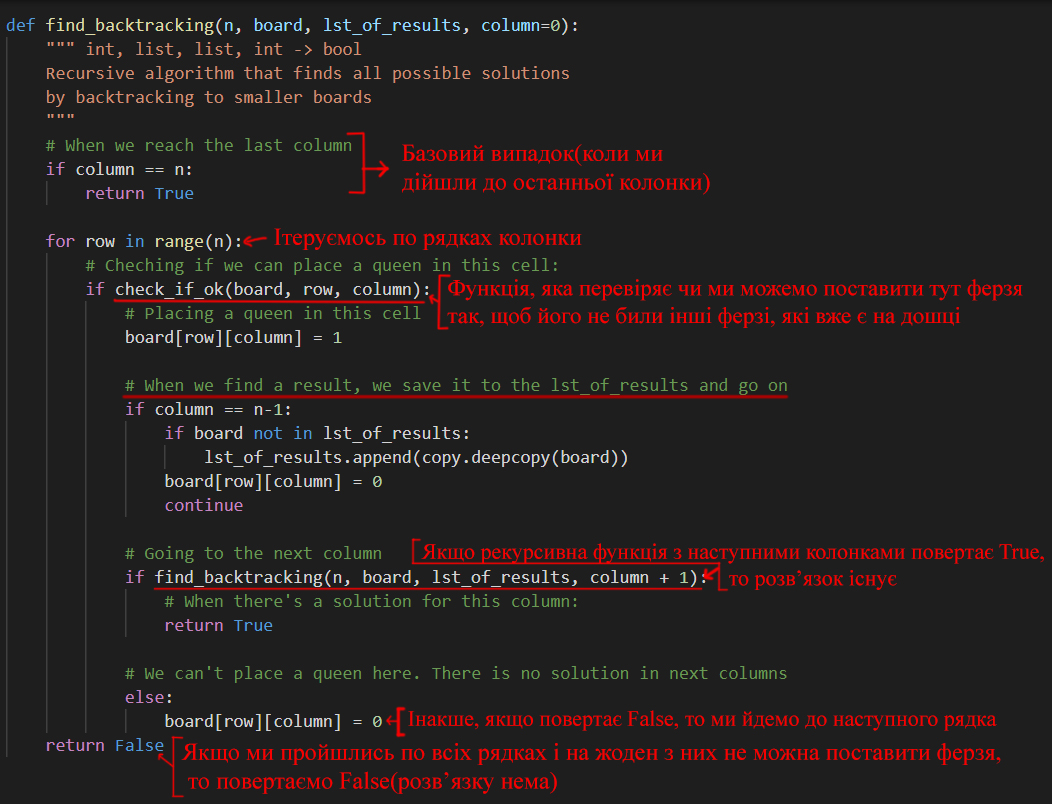 def find_backtracking(n, board, lst_of_results, column=0):
""" int, list, list, int -> bool
Recursive algorithm that finds all possible solutions
by backtracking to smaller boards
"""
# When we reach the last column
if column == n:
return True
Базовий випадок(коли ми
дійшли до останньої колонки)
for row in range(n):
Ітеруємось по рядках колонки
# Cheching if we can place a queen in this cell:
if check_if_ok(board, row, column):
Функція, яка перевіряє чи ми можемо поставити тут ферзя
так, щоб його не били інші ферзі, які вже є на дошці
# Placing a queen in this cell
board[row][column] = 1
# When we find a result, we save it to the lst_of_results and go on
if column == n-1:
if board not in lst_of_results:
lst_of_results.append(copy.deepcopy(board))
board[row][column] = 0
continue
# Going to the next column
Якщо рекурсивна функція з наступними колонками повертає True,
то розв’язок існує
if find_backtracking(n, board, lst_of_results, column + 1):
# When there's a solution for this column:
return True
# We can't place a queen here. There is no solution in next columns
else:
board[row][column] = 0
Інакше, якщо повертає False, то ми йдемо до наступного рядка
return False
Якщо ми пройшлись по всіх рядках і на жоден з них не можна поставити ферзя,
то повертаємо False(розв’язку нема)